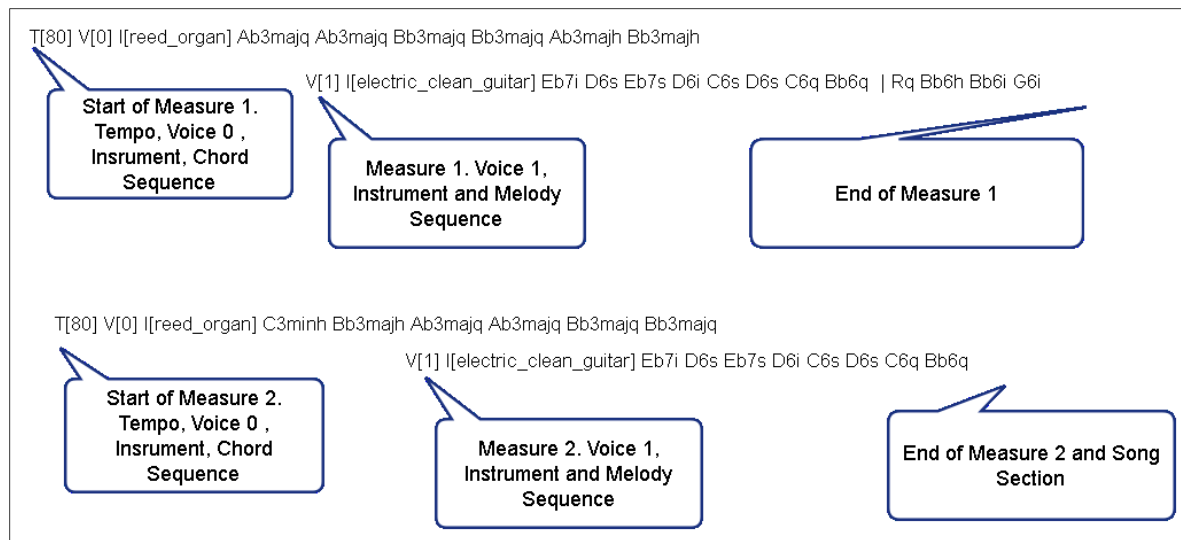 T[80] V[0] I[reed_organ] Ab3majq Ab3majq Bb3majq Bb3majq Ab3majh Bb3majh
V[1] I[electric_clean_guitar] Eb7i D6s Eb7s D6i C6s D6s C6q Bb6q | Rq Bb6h Bb6i G6i
Start of Measure 1.
Tempo, Voice 0 ,
Insrument, Chord
Sequence
Measure 1. Voice 1,
Instrument and Melody
Sequence
End of Measure 1
T[80] V[0] I[reed_organ] C3minh Bb3majh Ab3majq Ab3majq Bb3majq Bb3majq
V[1] I[electric_clean_guitar] Eb7i D6s Eb7s D6i C6s D6s C6q Bb6q
Start of Measure 2.
Tempo, Voice 0 ,
Insrument, Chord
Sequence
Measure 2. Voice 1,
Instrument and Melody
Sequence
End of Measure 2 and Song
Section